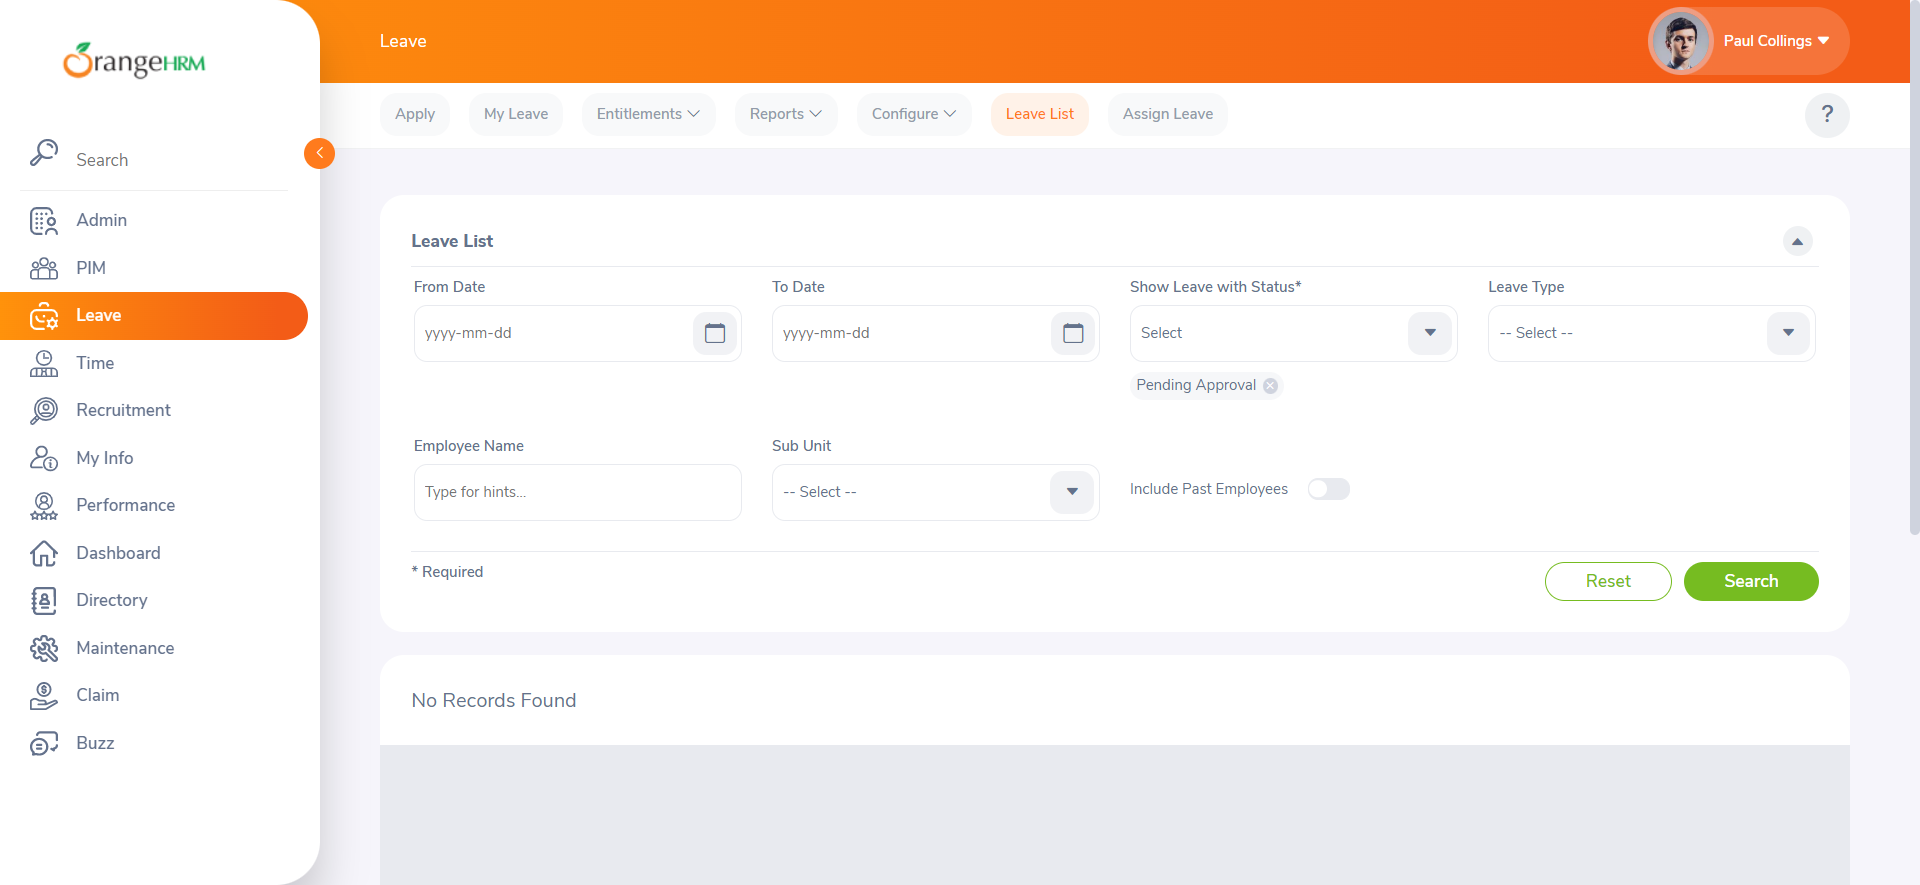 OrangeHRM
Search
Admin
PIM
Leave
Time
Recruitment
My Info
Performance
Dashboard
Directory
Maintenance
Claim
Buzz
Leave
Paul Collings
Apply
My Leave
Entitlements
Reports
Configure
Leave List
Assign Leave
?
Leave List
From Date
To Date
Show Leave with Status*
Leave Type
yyyy-mm-dd
yyyy-mm-dd
Select
-- Select --
Pending Approval
Employee Name
Sub Unit
Type for hints...
-- Select --
Include Past Employees
* Required
Reset
Search
No Records Found